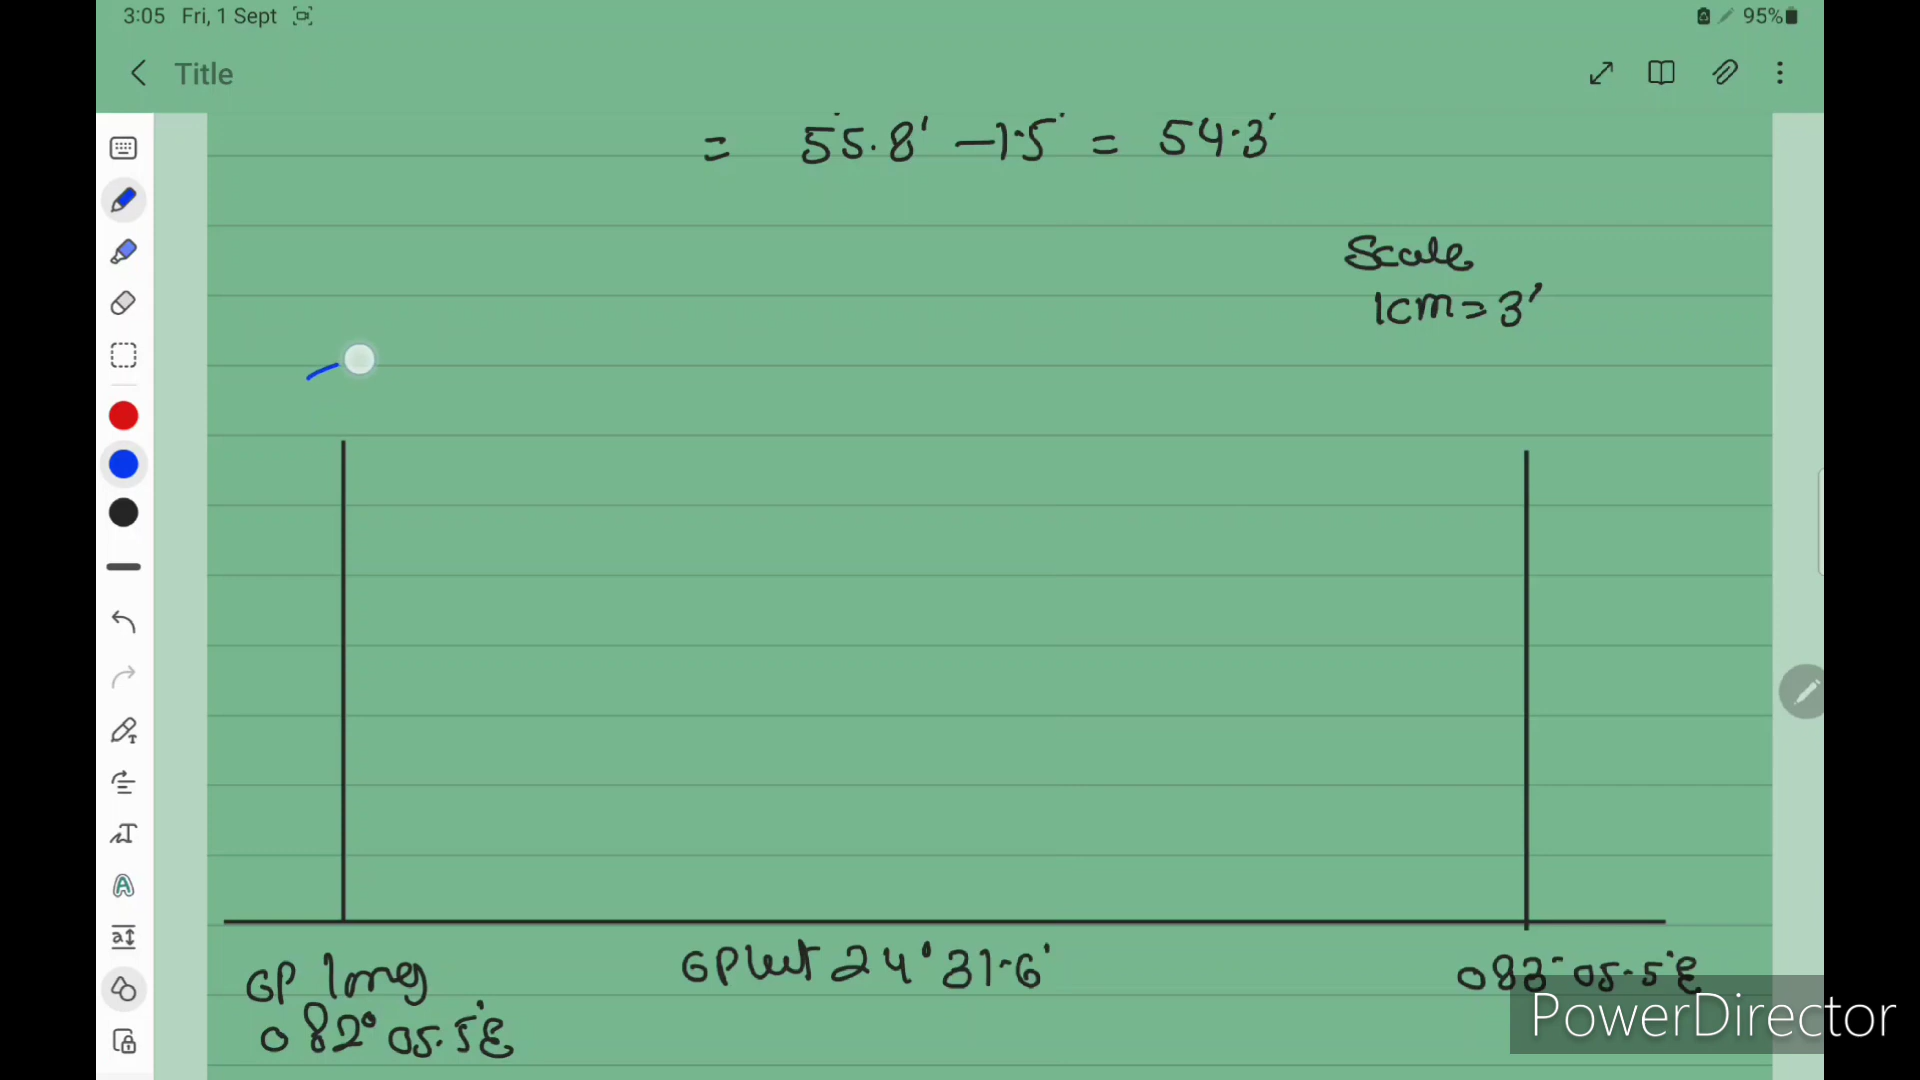 3:05 Fri, 1 Sept 95%
Title
= 55.8' - 1.5' = 54.3'
Scale
1cm = 3'
GP Long
082° 05.5'E
GP Lat 24° 31.6'
083° 05.5'E
PowerDirector